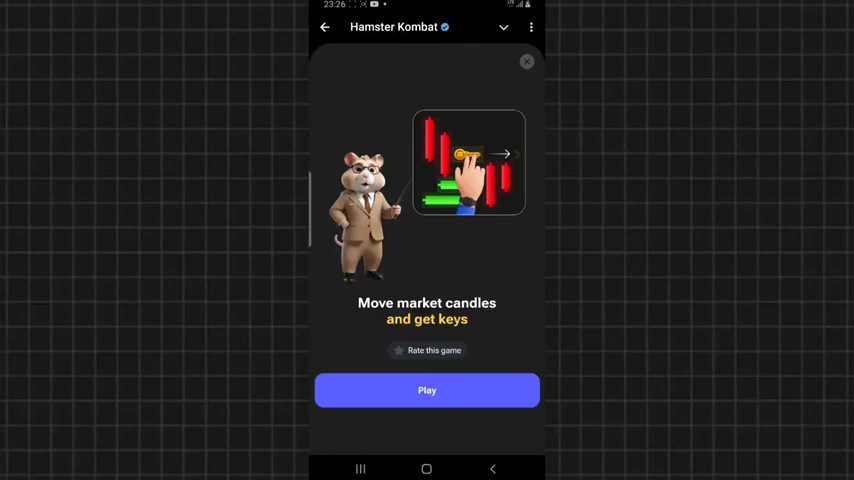 23:26
Hamster Kombat
Move market candles
and get keys
Rate this game
Play